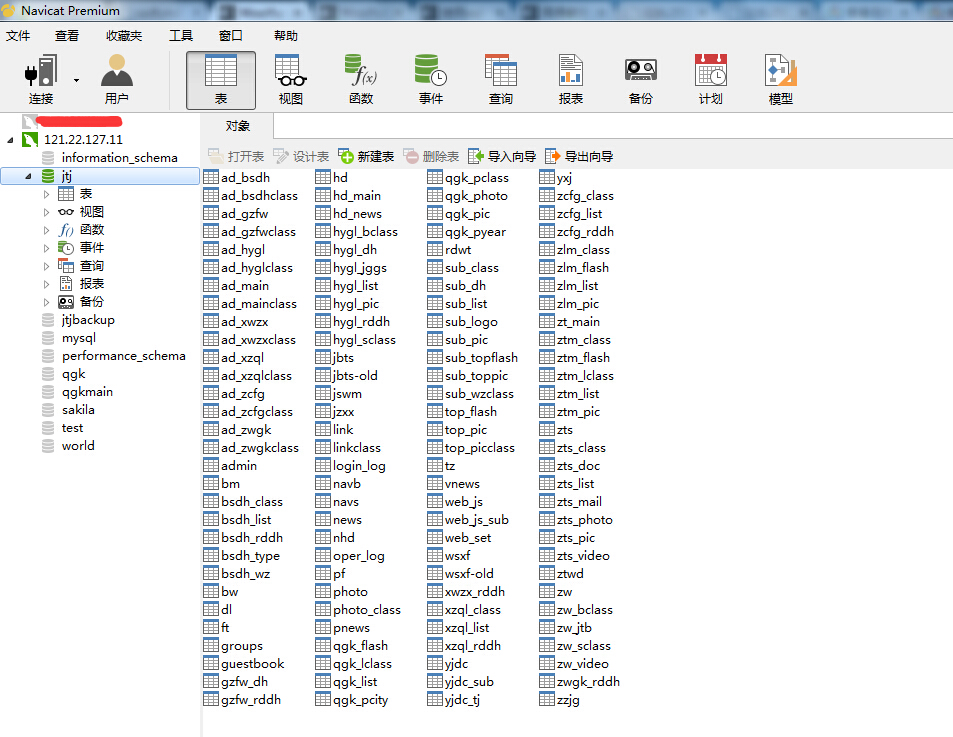 Navicat Premium
文件 查看 收藏夹 工具 窗口 帮助
连接 用户 表 视图 函数 事件 查询 报表 备份 计划 模型
对象
打开表 设计表 新建表 删除表 导入向导 导出向导
121.22.127.11
information_schema
jtj
表
视图
函数
事件
查询
报表
备份
jtjbackup
mysql
performance_schema
qgk
qgkmain
sakila
test
world
ad_bsdh
ad_bsdhclass
ad_gzfw
ad_gzfwclass
ad_hygl
ad_hyglclass
ad_main
ad_mainclass
ad_xwzx
ad_xwzxclass
ad_xzql
ad_xzqlclass
ad_zcfg
ad_zcfgclass
ad_zwgk
ad_zwgkclass
admin
bm
bsdh_class
bsdh_list
bsdh_rddh
bsdh_type
bsdh_wz
bw
dl
ft
groups
guestbook
gzfw_dh
gzfw_rddh
hd
hd_main
hd_news
hygl_bclass
hygl_dh
hygl_jggs
hygl_list
hygl_pic
hygl_rddh
hygl_sclass
jbts
jbts-old
jswm
jzxx
link
linkclass
login_log
navb
navs
news
nhd
oper_log
pf
photo
photo_class
pnews
qgk_flash
qgk_lclass
qgk_list
qgk_pcity
qgk_pclass
qgk_photo
qgk_pic
qgk_pyear
rdwt
sub_class
sub_dh
sub_list
sub_logo
sub_pic
sub_topflash
sub_toppic
sub_wzclass
top_flash
top_pic
top_picclass
tz
vnews
web_js
web_js_sub
web_set
wsxf
wsxf-old
xwzx_rddh
xzql_class
xzql_list
xzql_rddh
yjdc
yjdc_sub
yjdc_tj
yxj
zcfg_class
zcfg_list
zcfg_rddh
zlm_class
zlm_flash
zlm_list
zlm_pic
zt_main
ztm_class
ztm_flash
ztm_lclass
ztm_list
ztm_pic
zts
zts_class
zts_doc
zts_list
zts_mail
zts_photo
zts_pic
zts_video
ztwd
zw
zw_bclass
zw_jtb
zw_sclass
zw_video
zwgk_rddh
zzjg